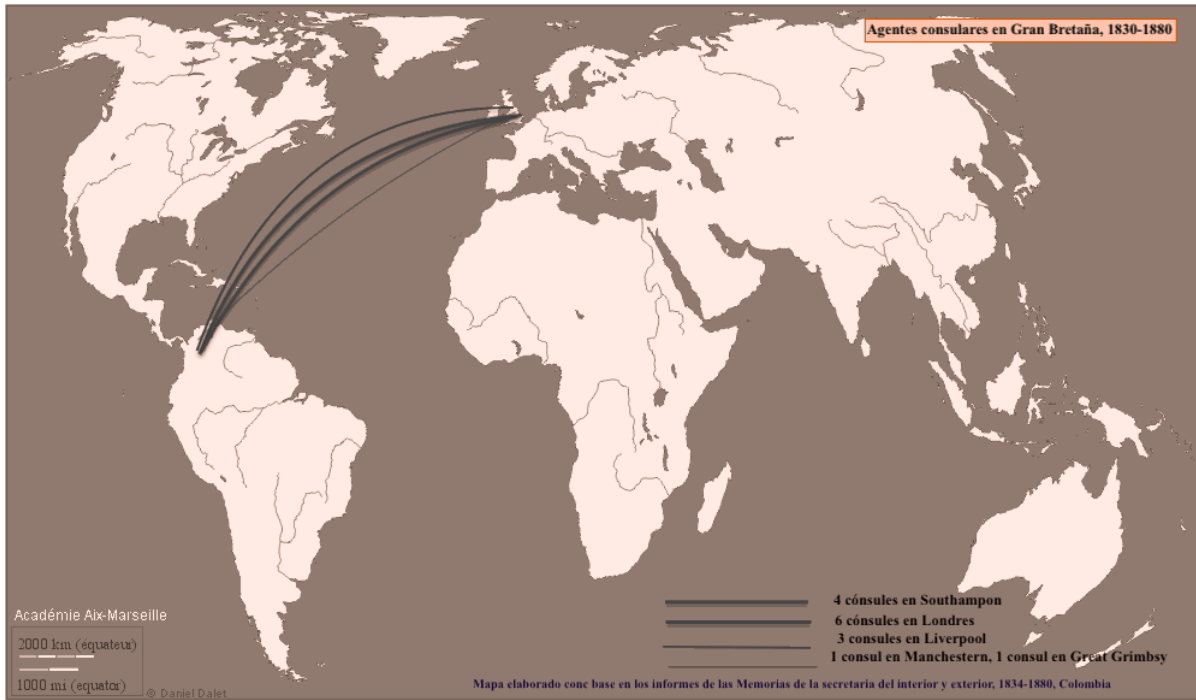 Agentes consulares en Gran Bretaña, 1830-1880
4 cónsules en Southampon
6 cónsules en Londres
3 consules en Liverpool
1 consul en Manchestern, 1 consul en Great Grimbsy
Académie Aix-Marseille
2000 km (équateur)
1000 mi (equator)
© Daniel Dalet
Mapa elaborado conc base en los informes de las Memorias de la secretaría del interior y exterior, 1834-1880, Colombia